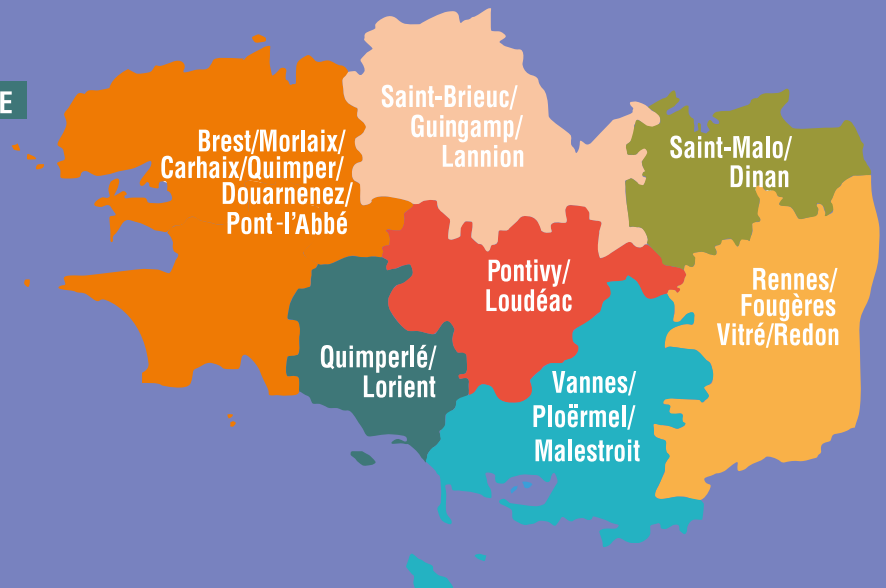 E
Saint-Brieuc/
Guingamp/
Lannion
Brest/Morlaix/
Carhaix/Quimper/
Douarnenez/
Pont-l'Abbé
Saint-Malo/
Dinan
Pontivy/
Loudéac
Rennes/
Fougères
Vitré/Redon
Quimperlé/
Lorient
Vannes/
Ploërmel/
Malestroit